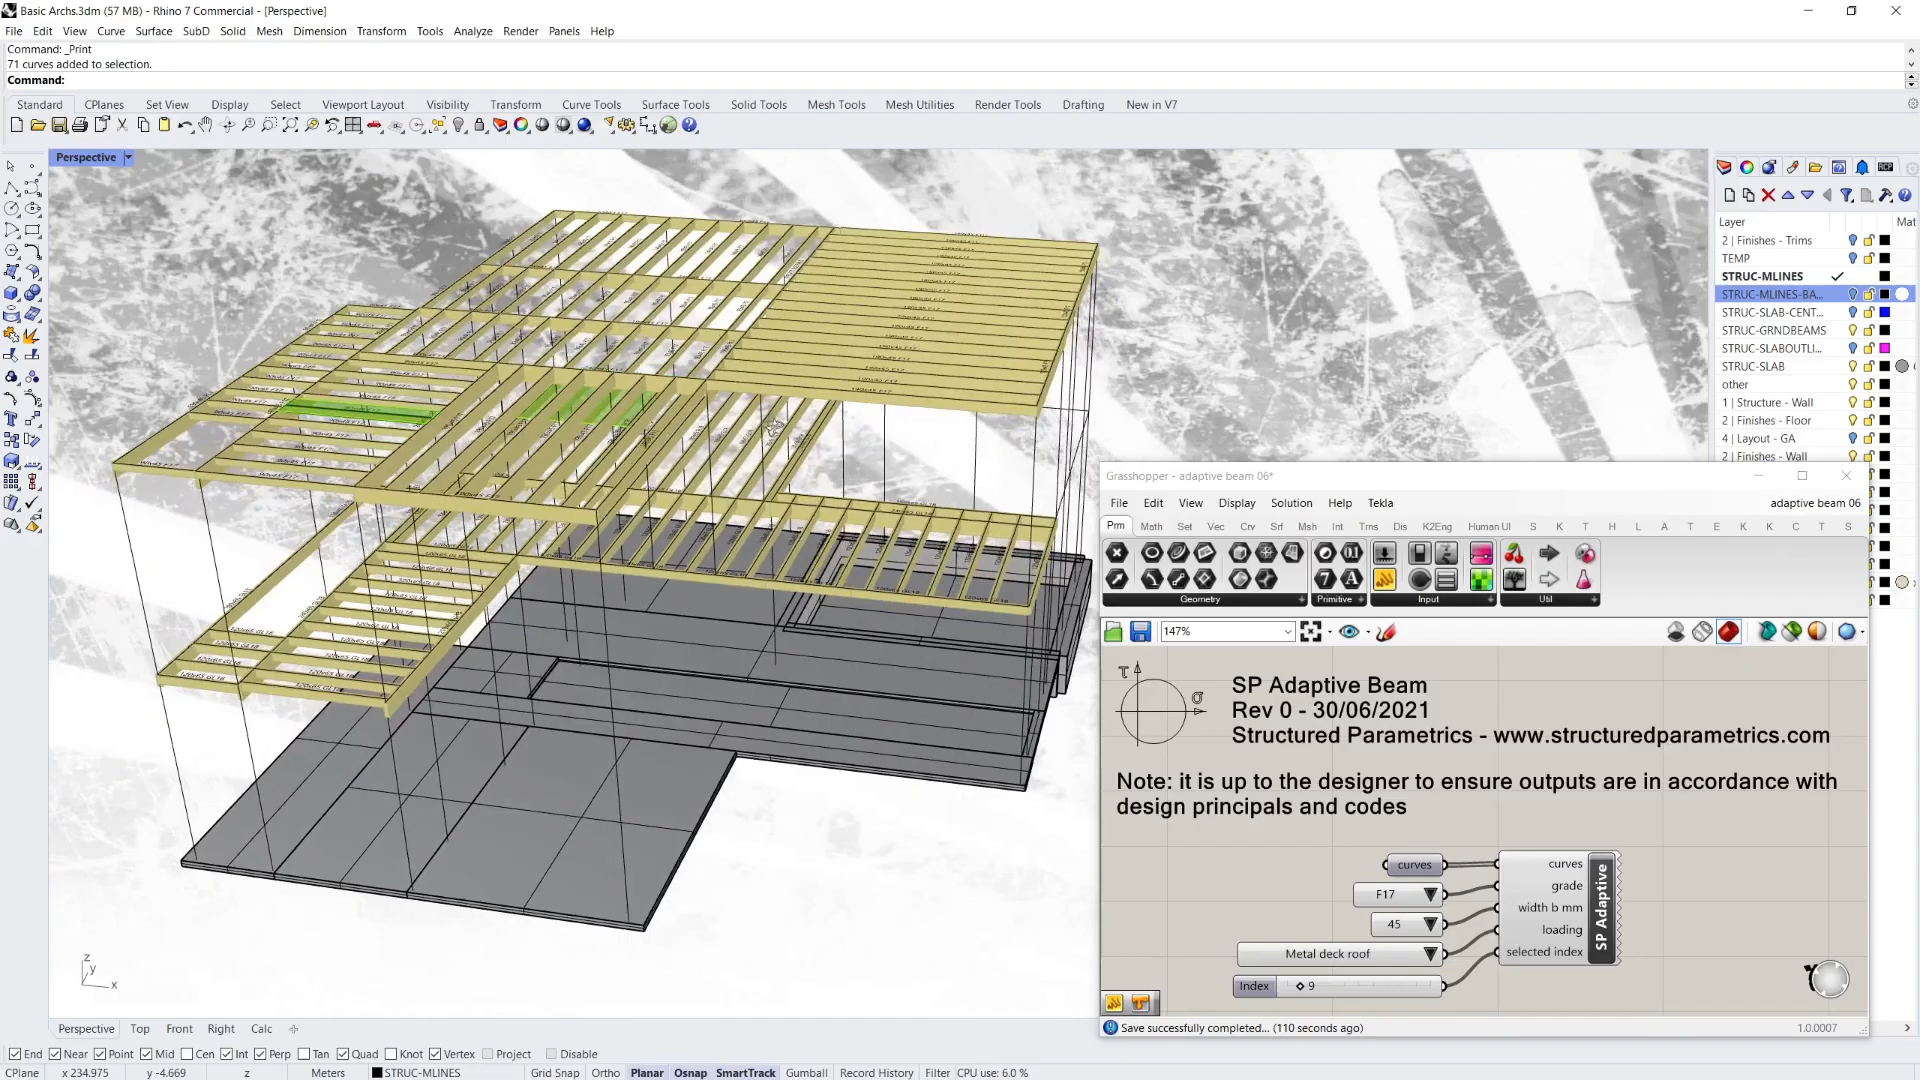 Basic Archs.3dm (57 MB) - Rhino 7 Commercial - [Perspective]
File Edit View Curve Surface SubD Solid Mesh Dimension Transform Tools Analyze Render Panels Help
Command: _Print
71 curves added to selection.
Command:
Standard CPlanes Set View Display Select Viewport Layout Visibility Transform Curve Tools Surface Tools Solid Tools Mesh Tools Mesh Utilities Render Tools Drafting New in V7
Perspective
Layer Mat
2 | Finishes - Trims
TEMP
STRUC-MLINES
STRUC-MLINES-BA...
STRUC-SLAB-CENT...
STRUC-GRNDBEAMS
STRUC-SLABOUTLI...
STRUC-SLAB
other
1 | Structure - Wall
2 | Finishes - Floor
4 | Layout - GA
2 | Finishes - Wall
120x65 GL18
120x65 GL18
120x65 GL18
Grasshopper - adaptive beam 06*
File Edit View Display Solution Help Tekla adaptive beam 06
Prm Math Set Vec Crv Srf Msh Int Trns Dis K2Eng Human UI S K T H L A T E K K C T S
Geometry Primitive Input Util
147%
SP Adaptive Beam
Rev 0 - 30/06/2021
Structured Parametrics - www.structuredparametrics.com
Note: it is up to the designer to ensure outputs are in accordance with
design principals and codes
curves
F17
45
Metal deck roof
Index 9
curves
grade
width b mm
loading
selected index
SP Adaptive
Save successfully completed... (110 seconds ago) 1.0.0007
z
y
x
Perspective Top Front Right Calc
End Near Point Mid Cen Int Perp Tan Quad Knot Vertex Project Disable
CPlane x 234.975 y -4.669 z Meters STRUC-MLINES Grid Snap Ortho Planar Osnap SmartTrack Gumball Record History Filter CPU use: 6.0 %